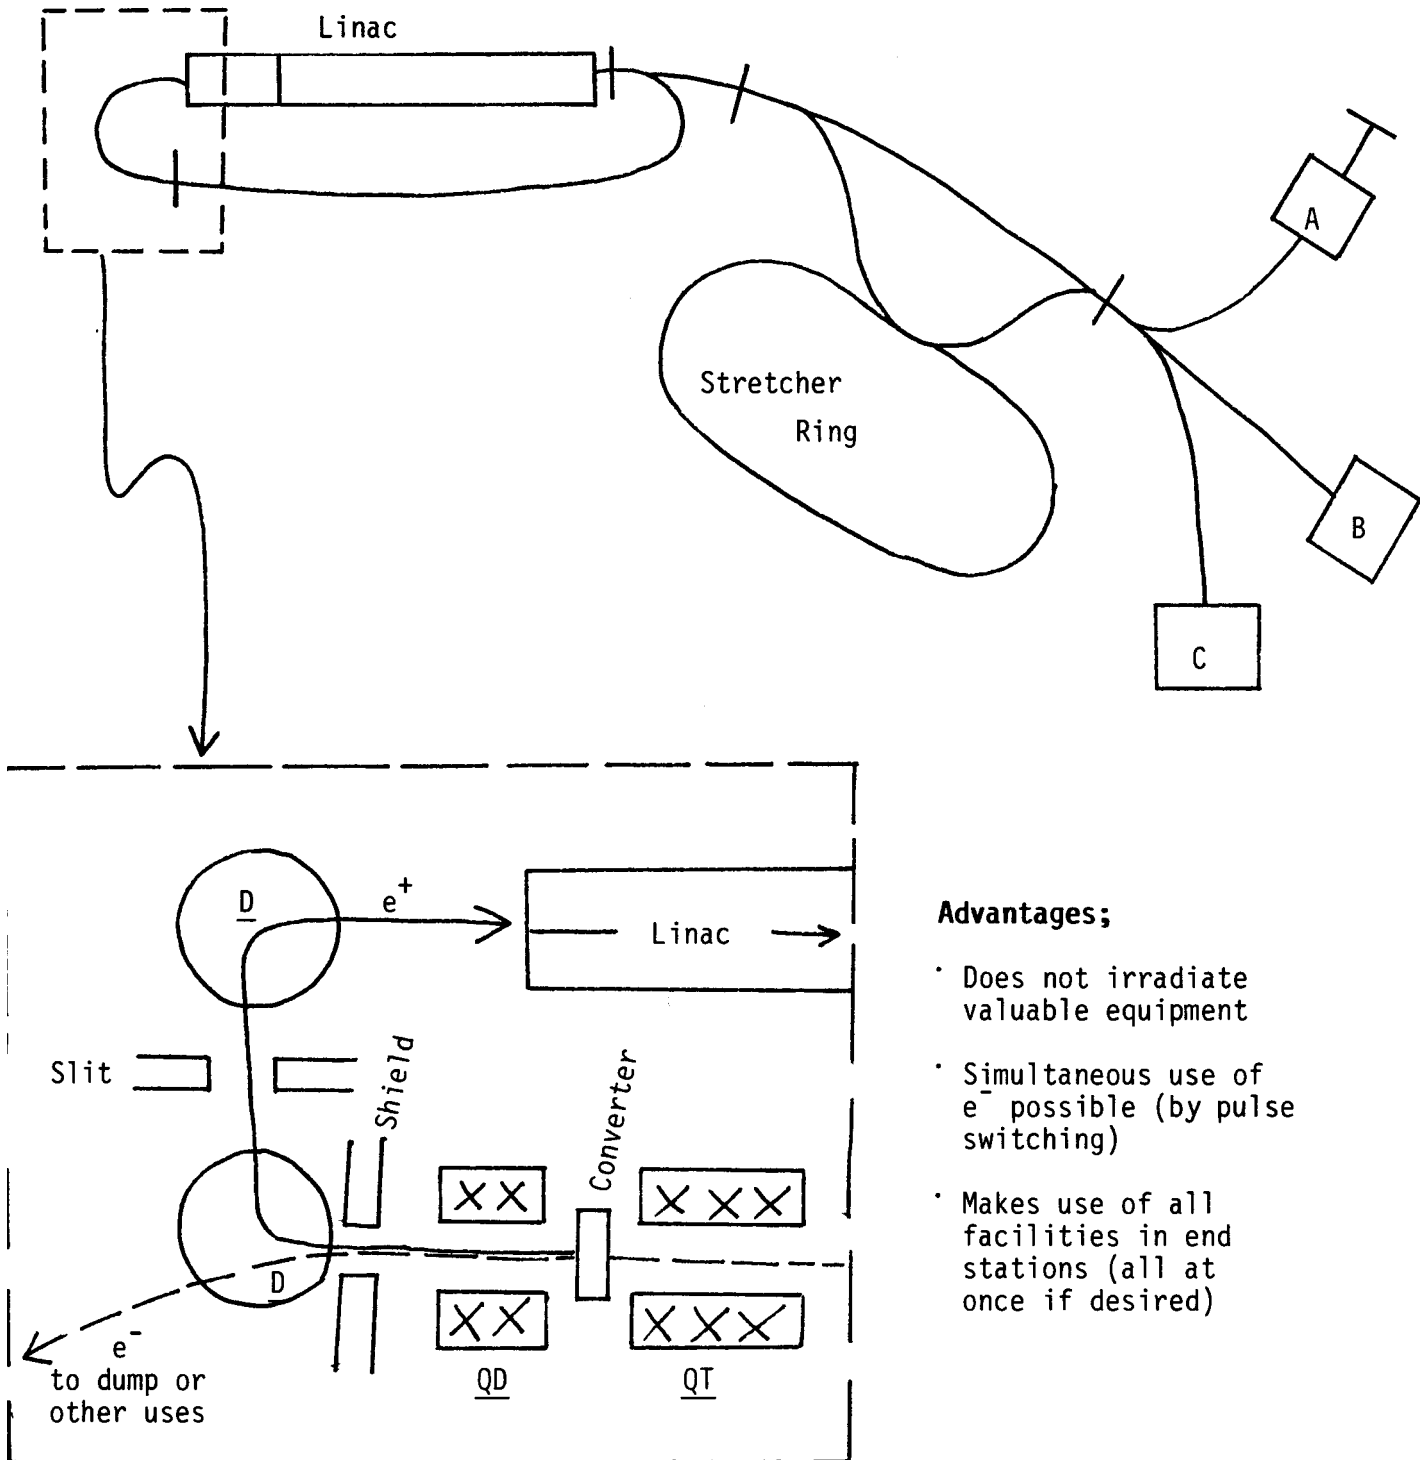 Linac
A
Stretcher
Ring
B
C
D
e+
Linac
Slit
Shield
Converter
D
e-
to dump or
other uses
QD
QT
Advantages;
· Does not irradiate
valuable equipment
· Simultaneous use of
e- possible (by pulse
switching)
· Makes use of all
facilities in end
stations (all at
once if desired)